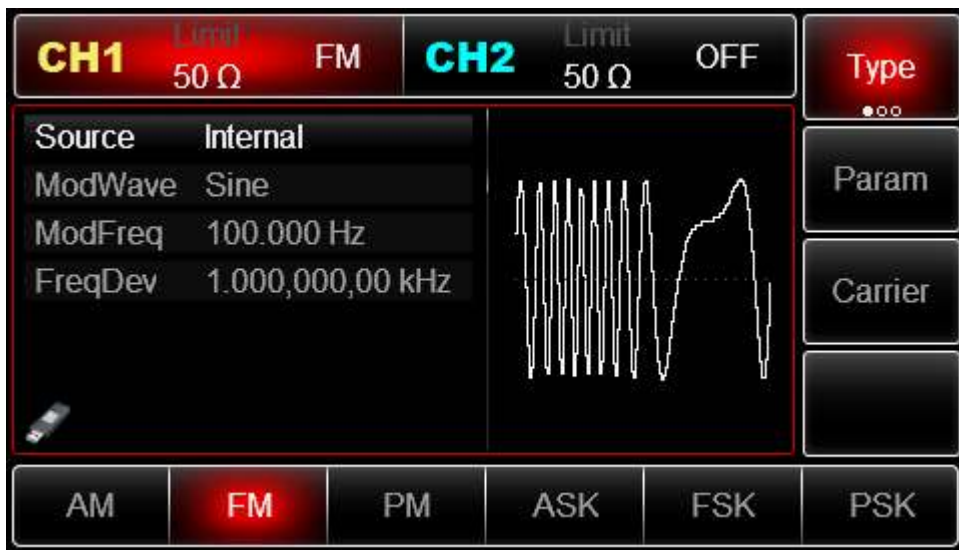 CH1 Limit 50 Ω FM
CH2 Limit 50 Ω OFF
Type
Source Internal
ModWave Sine
ModFreq 100.000 Hz
FreqDev 1.000,000,00 kHz
Param
Carrier
AM FM PM ASK FSK PSK